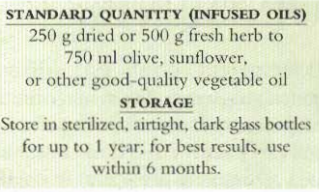 STANDARD QUANTITY (INFUSED OILS)
250 g dried or 500 g fresh herb to
750 ml olive, sunflower,
or other good-quality vegetable oil
STORAGE
Store in sterilized, airtight, dark glass bottles
for up to 1 year; for best results, use
within 6 months.